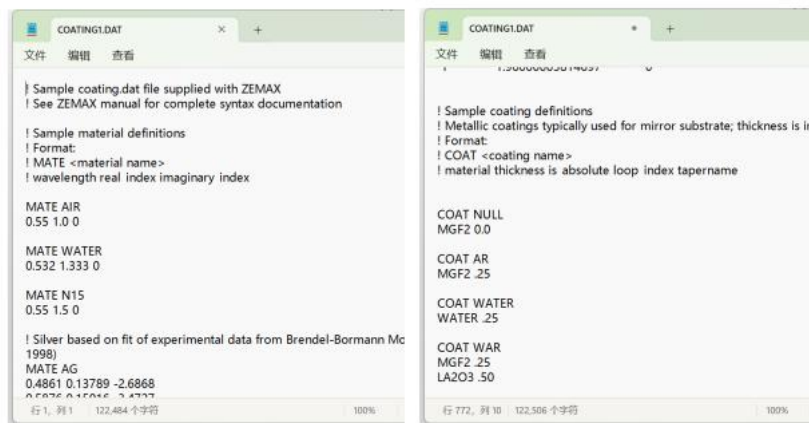 COATING1.DAT × +
文件 编辑 查看
! Sample coating.dat file supplied with ZEMAX
! See ZEMAX manual for complete syntax documentation
! Sample material definitions
! Format:
! MATE <material name>
! wavelength real index imaginary index
MATE AIR
0.55 1.0 0
MATE WATER
0.532 1.333 0
MATE N15
0.55 1.5 0
! Silver based on fit of experimental data from Brendel-Bormann Mo
1998)
MATE AG
0.4861 0.13789 -2.6868
行 1, 列 1 122,484 个字符 100%
COATING1.DAT • +
文件 编辑 查看
! Sample coating definitions
! Metallic coatings typically used for mirror substrate; thickness is in
! Format:
! COAT <coating name>
! material thickness is absolute loop index tapername
COAT NULL
MGF2 0.0
COAT AR
MGF2 .25
COAT WATER
WATER .25
COAT WAR
MGF2 .25
LA2O3 .50
行 772, 列 10 122,506 个字符 100%